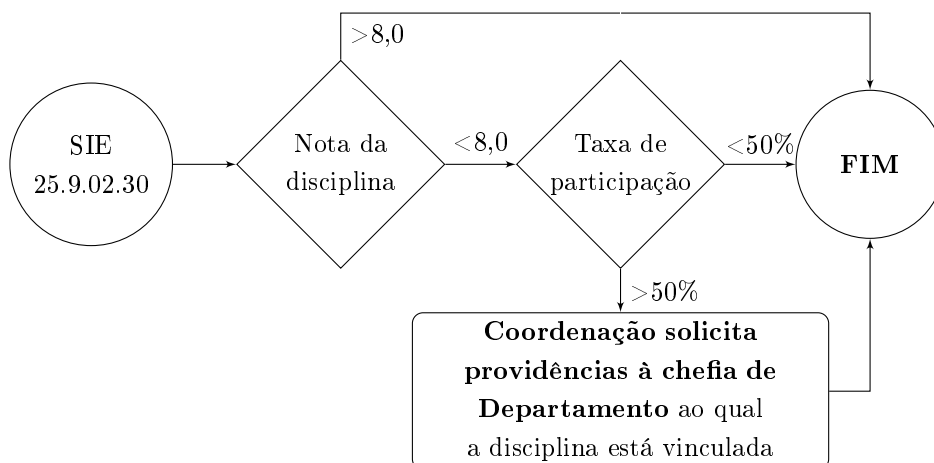 >8,0
SIE
25.9.02.30
Nota da
disciplina
<8,0
Taxa de
participação
<50%
FIM
>50%
Coordenação solicita
providências à chefia de
Departamento ao qual
a disciplina está vinculada